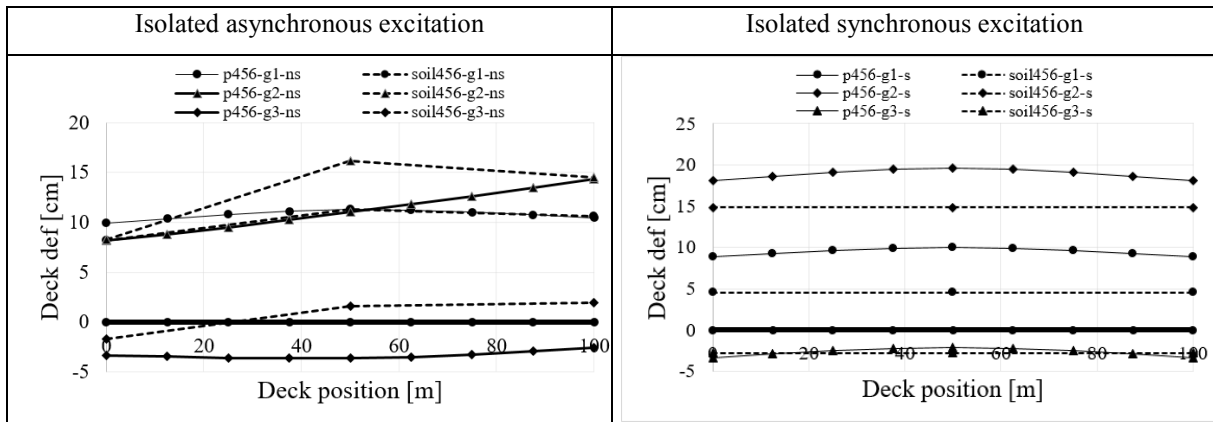 Isolated asynchronous excitation
p456-g1-ns soil456-g1-ns
p456-g2-ns soil456-g2-ns
p456-g3-ns soil456-g3-ns
20
15
10
5
0
-5
Deck def [cm]
0 20 40 60 80 100
Deck position [m]
Isolated synchronous excitation
p456-g1-s soil456-g1-s
p456-g2-s soil456-g2-s
p456-g3-s soil456-g3-s
25
20
15
10
5
0
-5
Deck def [cm]
0 20 40 60 80 100
Deck position [m]